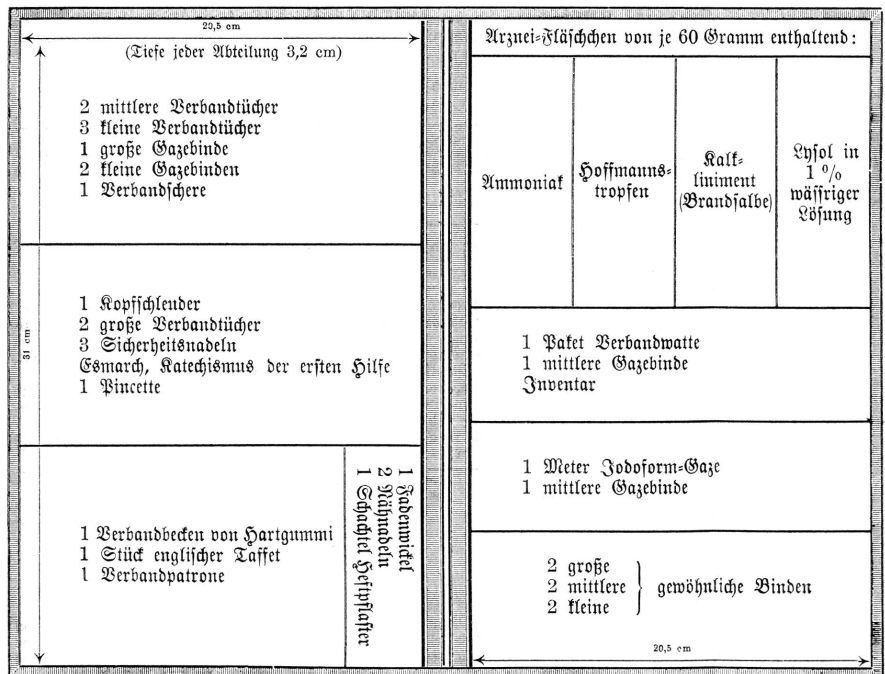 20,5 cm
(Tiefe jeder Abteilung 3,2 cm)
2 mittlere Verbandtücher
3 kleine Verbandtücher
1 große Gazebinde
2 kleine Gazebinden
1 Verbandschere
31 cm
1 Kopfschleuder
2 große Verbandtücher
3 Sicherheitsnadeln
Esmarch, Katechismus der ersten Hilfe
1 Pincette
1 Verbandbecken von Hartgummi
1 Stück englischer Taffet
1 Verbandpatrone
1 Fadenwickel
2 Nähnadeln
1 Schachtel Heftpflaster
Arznei-Fläschchen von je 60 Gramm enthaltend:
Ammoniak
Hoffmanns-
tropfen
Kalk-
liniment
(Brandsalbe)
Lysol in
1 %
wässriger
Lösung
1 Paket Verbandwatte
1 mittlere Gazebinde
Inventar
1 Meter Jodoform-Gaze
1 mittlere Gazebinde
2 große
2 mittlere } gewöhnliche Binden
2 kleine
20,5 cm